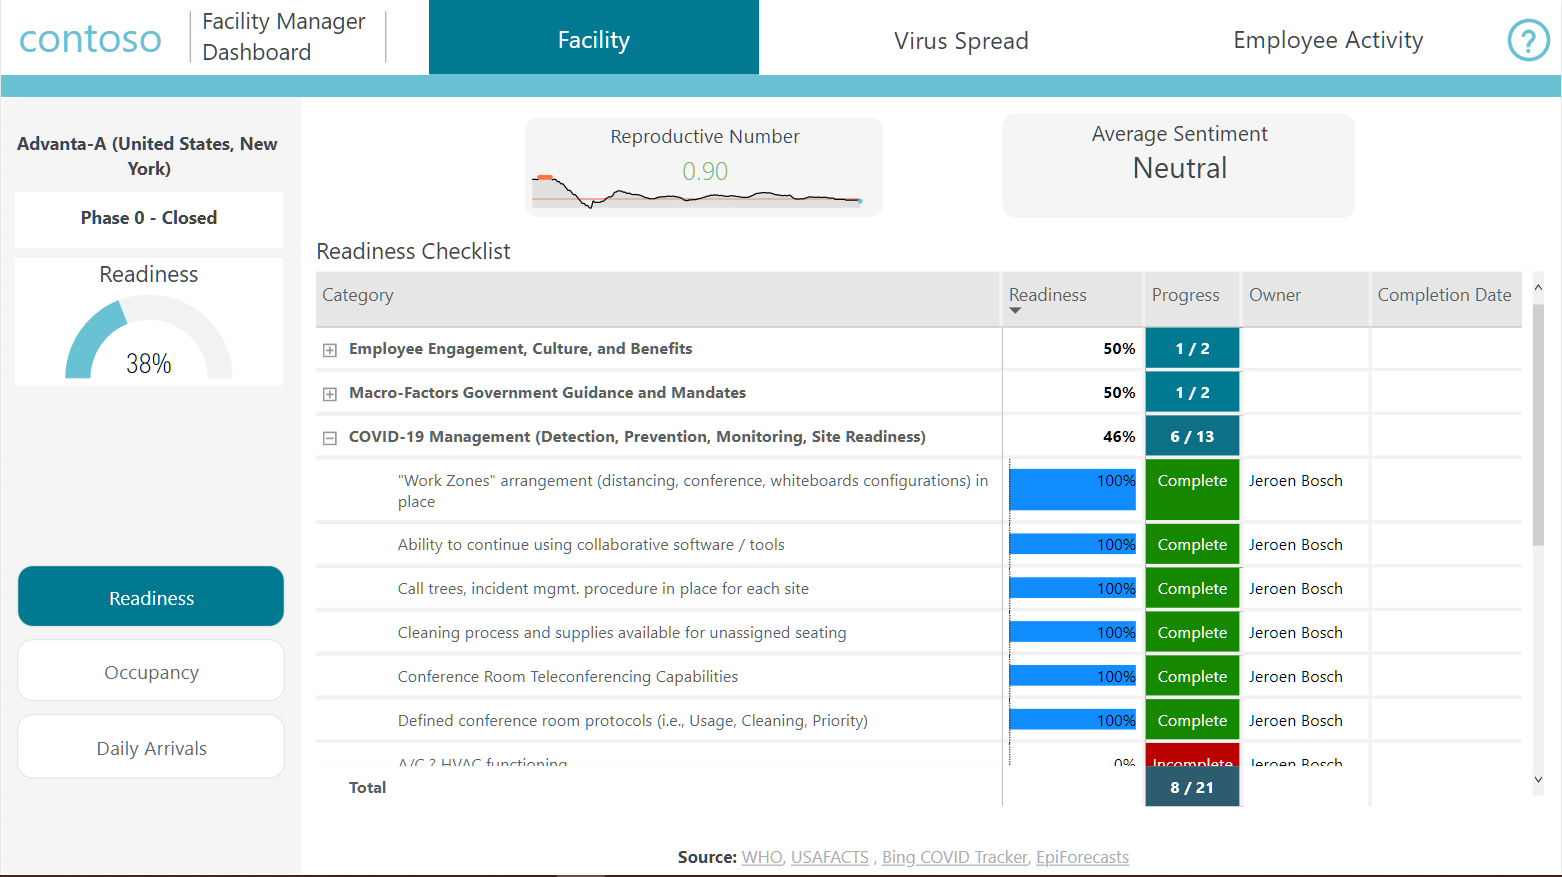 contoso
Facility Manager
Dashboard
Facility
Virus Spread
Employee Activity
?
Advanta-A (United States, New
York)
Phase 0 - Closed
Readiness
38%
Readiness
Occupancy
Daily Arrivals
Reproductive Number
0.90
Average Sentiment
Neutral
Readiness Checklist
Category Readiness Progress Owner Completion Date
Employee Engagement, Culture, and Benefits 50% 1 / 2
Macro-Factors Government Guidance and Mandates 50% 1 / 2
COVID-19 Management (Detection, Prevention, Monitoring, Site Readiness) 46% 6 / 13
"Work Zones" arrangement (distancing, conference, whiteboards configurations) in 100% Complete Jeroen Bosch
place
Ability to continue using collaborative software / tools 100% Complete Jeroen Bosch
Call trees, incident mgmt. procedure in place for each site 100% Complete Jeroen Bosch
Cleaning process and supplies available for unassigned seating 100% Complete Jeroen Bosch
Conference Room Teleconferencing Capabilities 100% Complete Jeroen Bosch
Defined conference room protocols (i.e., Usage, Cleaning, Priority) 100% Complete Jeroen Bosch
A/C ? HVAC functioning 0% Incomplete Jeroen Bosch
Total 8 / 21
Source: WHO, USAFACTS , Bing COVID Tracker, EpiForecasts